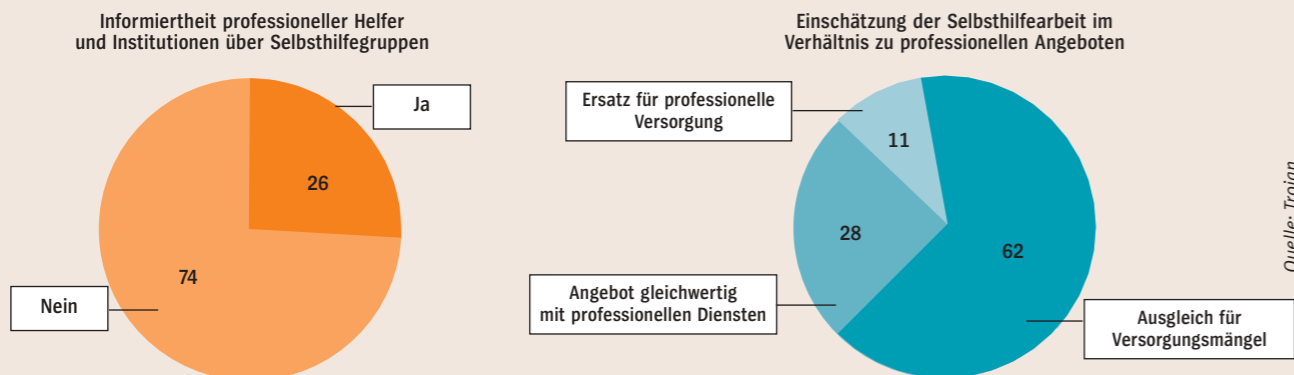 Informiertheit professioneller Helfer
und Institutionen über Selbsthilfegruppen
Ja
26
74
Nein
Einschätzung der Selbsthilfearbeit im
Verhältnis zu professionellen Angeboten
Ersatz für professionelle
Versorgung
11
28
62
Angebot gleichwertig
mit professionellen Diensten
Ausgleich für
Versorgungsmängel
Quelle: Trojan